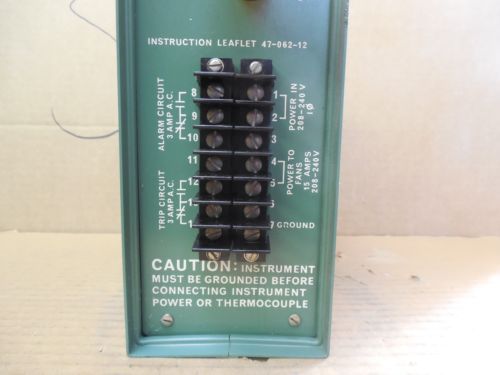 INSTRUCTION LEAFLET 47-062-12
ALARM CIRCUIT
3 AMP A.C.
8
9
10
11
TRIP CIRCUIT
3 AMP A.C.
12
1
1
1
2
3
4
5
6
7 GROUND
POWER IN
208-240 V
1Ø
POWER TO
FANS
15 AMPS
208-240 V
CAUTION: INSTRUMENT
MUST BE GROUNDED BEFORE
CONNECTING INSTRUMENT
POWER OR THERMOCOUPLE